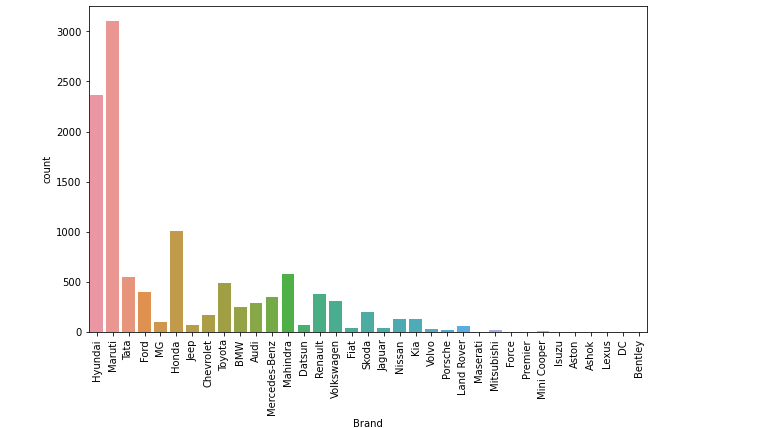 3000
2500
2000
1500
1000
500
0
count
Hyundai
Maruti
Tata
Ford
MG
Honda
Jeep
Chevrolet
Toyota
BMW
Audi
Mercedes-Benz
Mahindra
Datsun
Renault
Volkswagen
Fiat
Skoda
Jaguar
Nissan
Kia
Volvo
Porsche
Land Rover
Maserati
Mitsubishi
Force
Premier
Mini Cooper
Isuzu
Aston
Ashok
Lexus
DC
Bentley
Brand